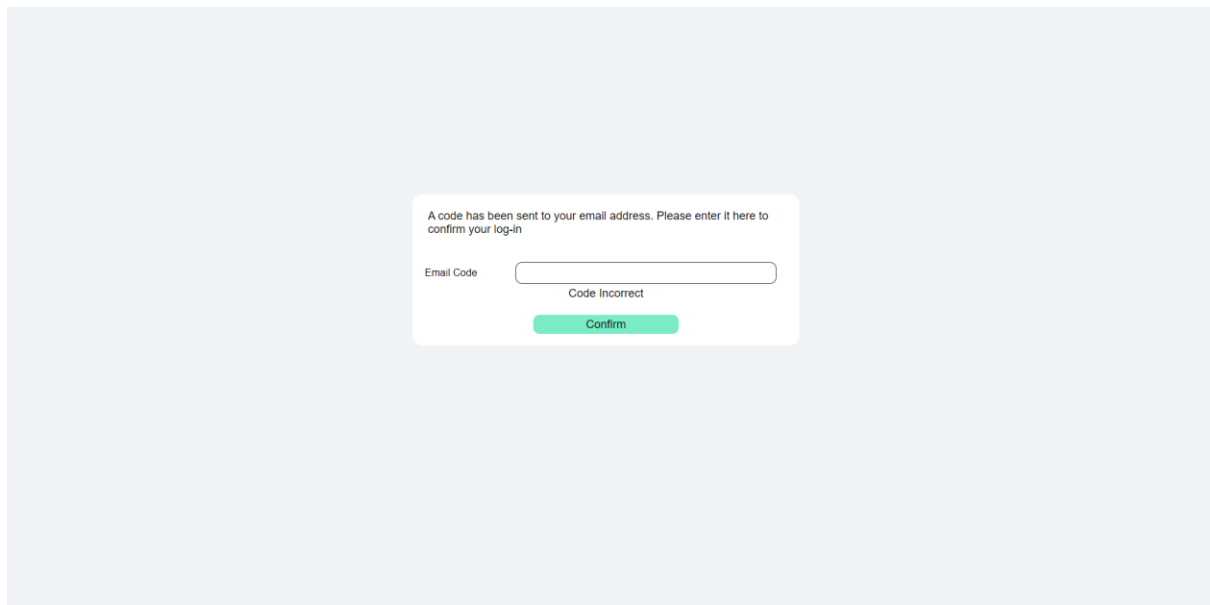 A code has been sent to your email address. Please enter it here to
confirm your log-in
Email Code
Code Incorrect
Confirm